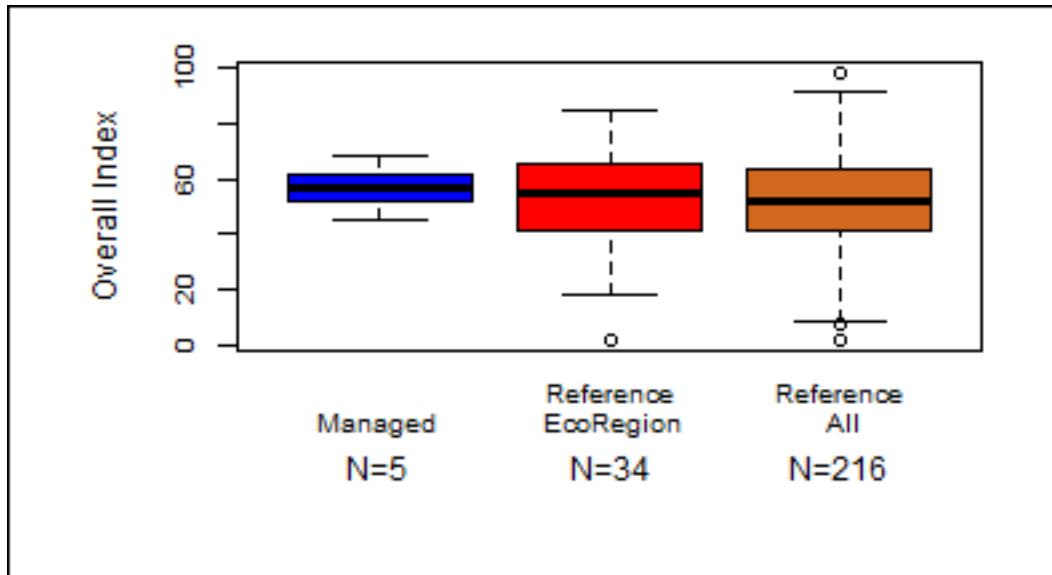 Overall Index
100
60
20
0
Managed
Reference
EcoRegion
Reference
All
N=5
N=34
N=216